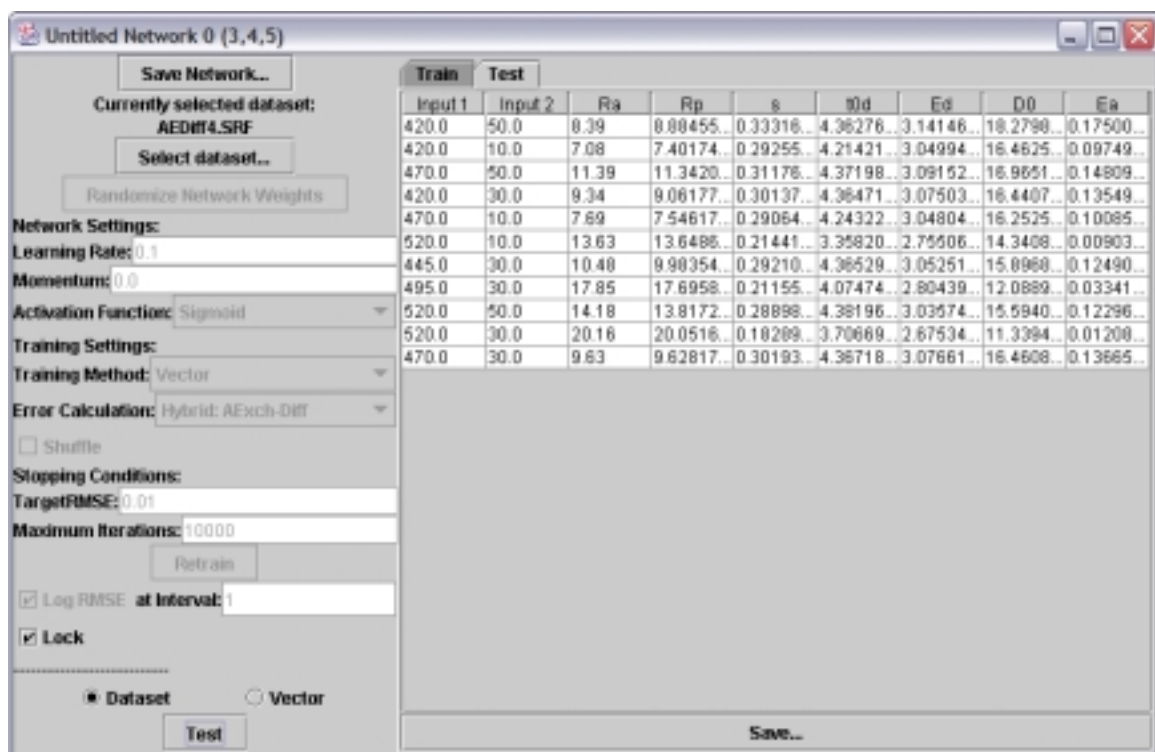 Untitled Network 0 (3,4,5)
Save Network...
Currently selected dataset:
AEDiff4.SRF
Select dataset...
Randomize Network Weights
Network Settings:
Learning Rate: 0.1
Momentum: 0.0
Activation Function: Sigmoid
Training Settings:
Training Method: Vector
Error Calculation: Hybrid: AExch-Diff
Shuffle
Stopping Conditions:
TargetRMSE: 0.01
Maximum Iterations: 10000
Retrain
Log RMSE at Interval: 1
Lock
--------------------------------
Dataset Vector
Test
Train Test
Input 1 Input 2 Ra Rp s t0d Ed D0 Ea
420.0 50.0 8.39 8.88455... 0.33316... 4.36276... 3.14146... 18.2798... 0.17500...
420.0 10.0 7.08 7.40174... 0.29255... 4.21421... 3.04994... 16.4625... 0.09749...
470.0 50.0 11.39 11.3420... 0.31176... 4.37198... 3.09152... 16.9651... 0.14809...
420.0 30.0 9.34 9.06177... 0.30137... 4.36471... 3.07503... 16.4407... 0.13549...
470.0 10.0 7.69 7.54617... 0.29064... 4.24322... 3.04804... 16.2525... 0.10085...
520.0 10.0 13.63 13.6486... 0.21441... 3.35820... 2.75506... 14.3408... 0.00903...
445.0 30.0 10.48 9.98354... 0.29210... 4.36529... 3.05251... 15.8968... 0.12490...
495.0 30.0 17.85 17.6958... 0.21155... 4.07474... 2.80439... 12.0889... 0.03341...
520.0 50.0 14.18 13.8172... 0.28898... 4.38196... 3.03574... 15.5940... 0.12296...
520.0 30.0 20.16 20.0516... 0.18289... 3.70669... 2.67534... 11.3394... 0.01208...
470.0 30.0 9.63 9.62817... 0.30193... 4.36718... 3.07661... 16.4608... 0.13665...
Save...